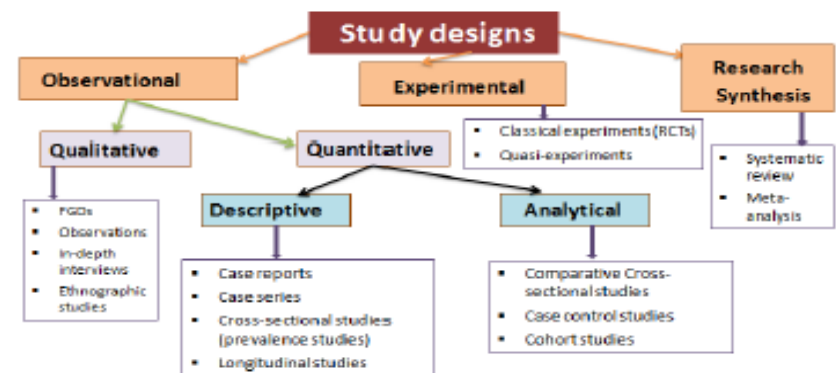 Study designs
Observational
Experimental
Research
Synthesis
▪ Classical experiments (RCTs)
▪ Quasi-experiments
▪ Systematic
review
▪ Meta-
analysis
Qualitative
Quantitative
▪ FGDs
▪ Observations
▪ In-depth
interviews
▪ Ethnographic
studies
Descriptive
Analytical
▪ Case reports
▪ Case series
▪ Cross-sectional studies
(prevalence studies)
▪ Longitudinal studies
▪ Comparative Cross-
sectional studies
▪ Case control studies
▪ Cohort studies